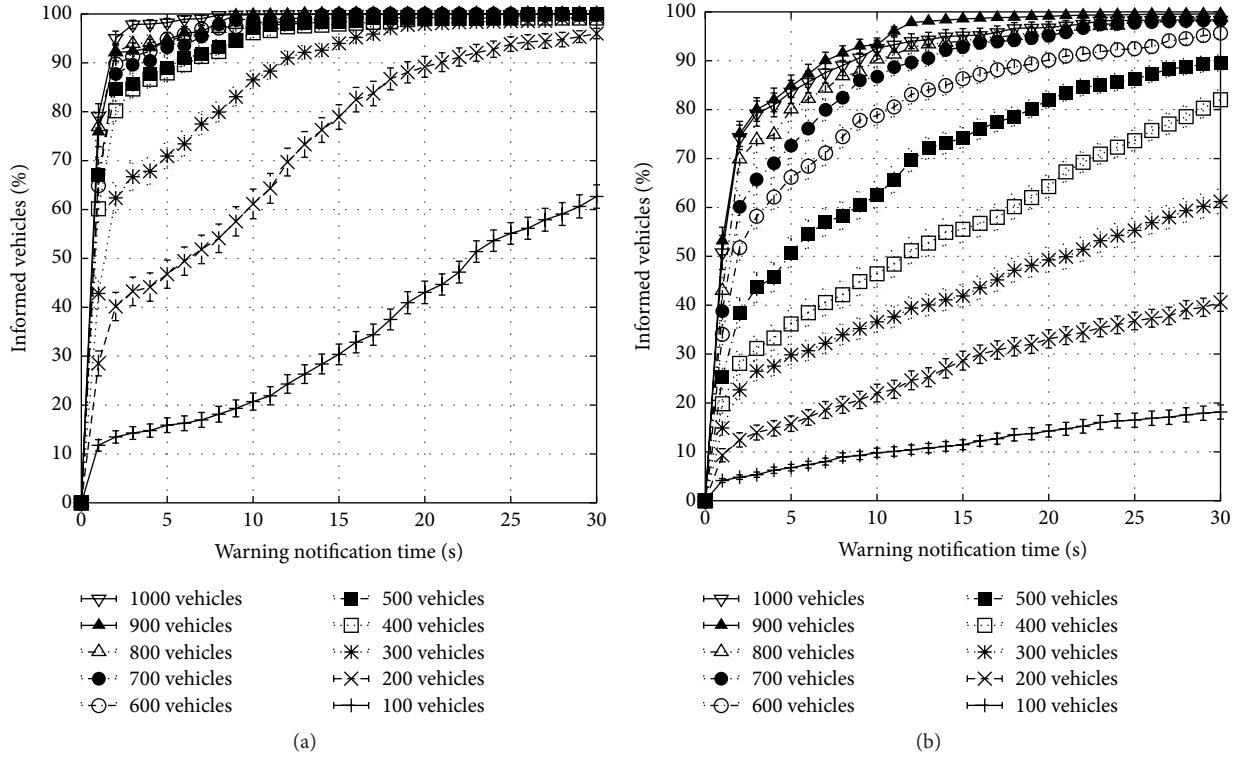 100
90
80
70
60
50
40
30
20
10
0
Informed vehicles (%)
0 5 10 15 20 25 30
Warning notification time (s)
1000 vehicles
900 vehicles
800 vehicles
700 vehicles
600 vehicles
500 vehicles
400 vehicles
300 vehicles
200 vehicles
100 vehicles
(a)
100
90
80
70
60
50
40
30
20
10
0
Informed vehicles (%)
0 5 10 15 20 25 30
Warning notification time (s)
1000 vehicles
900 vehicles
800 vehicles
700 vehicles
600 vehicles
500 vehicles
400 vehicles
300 vehicles
200 vehicles
100 vehicles
(b)